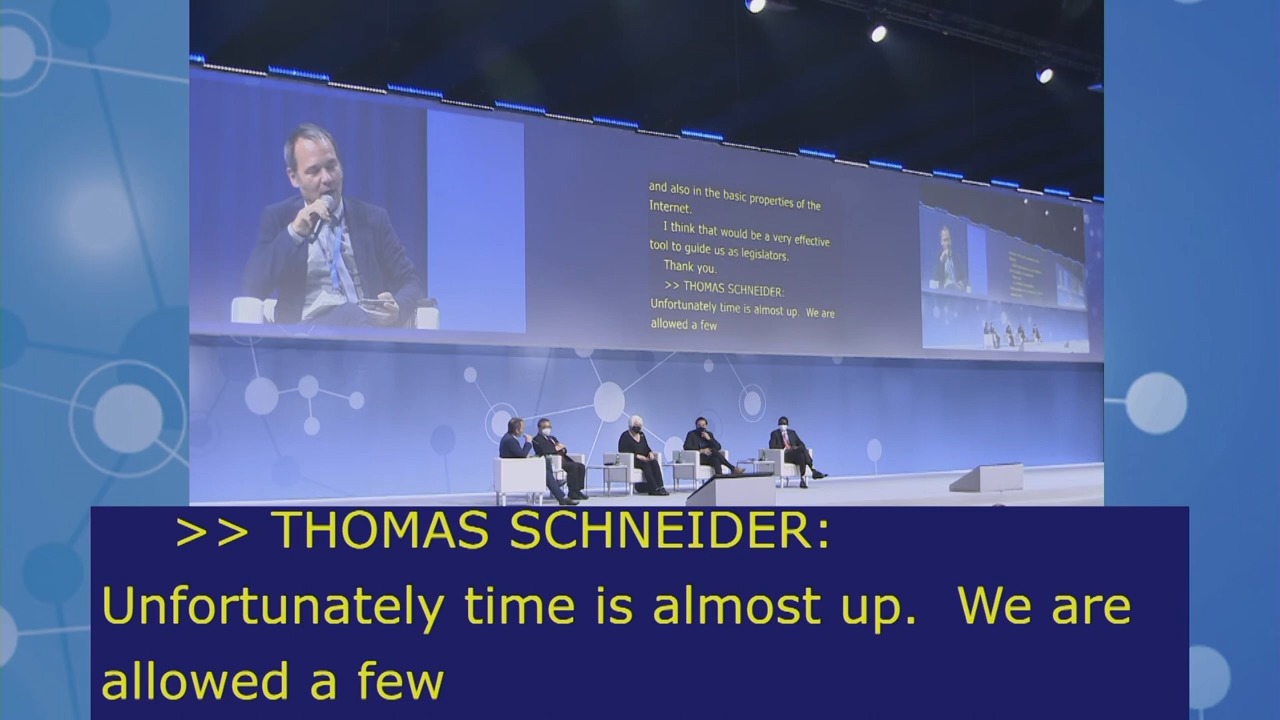 and also in the basic properties of the
Internet.
I think that would be a very effective
tool to guide us as legislators.
Thank you.
>> THOMAS SCHNEIDER:
Unfortunately time is almost up. We are
allowed a few
>> THOMAS SCHNEIDER:
Unfortunately time is almost up. We are
allowed a few